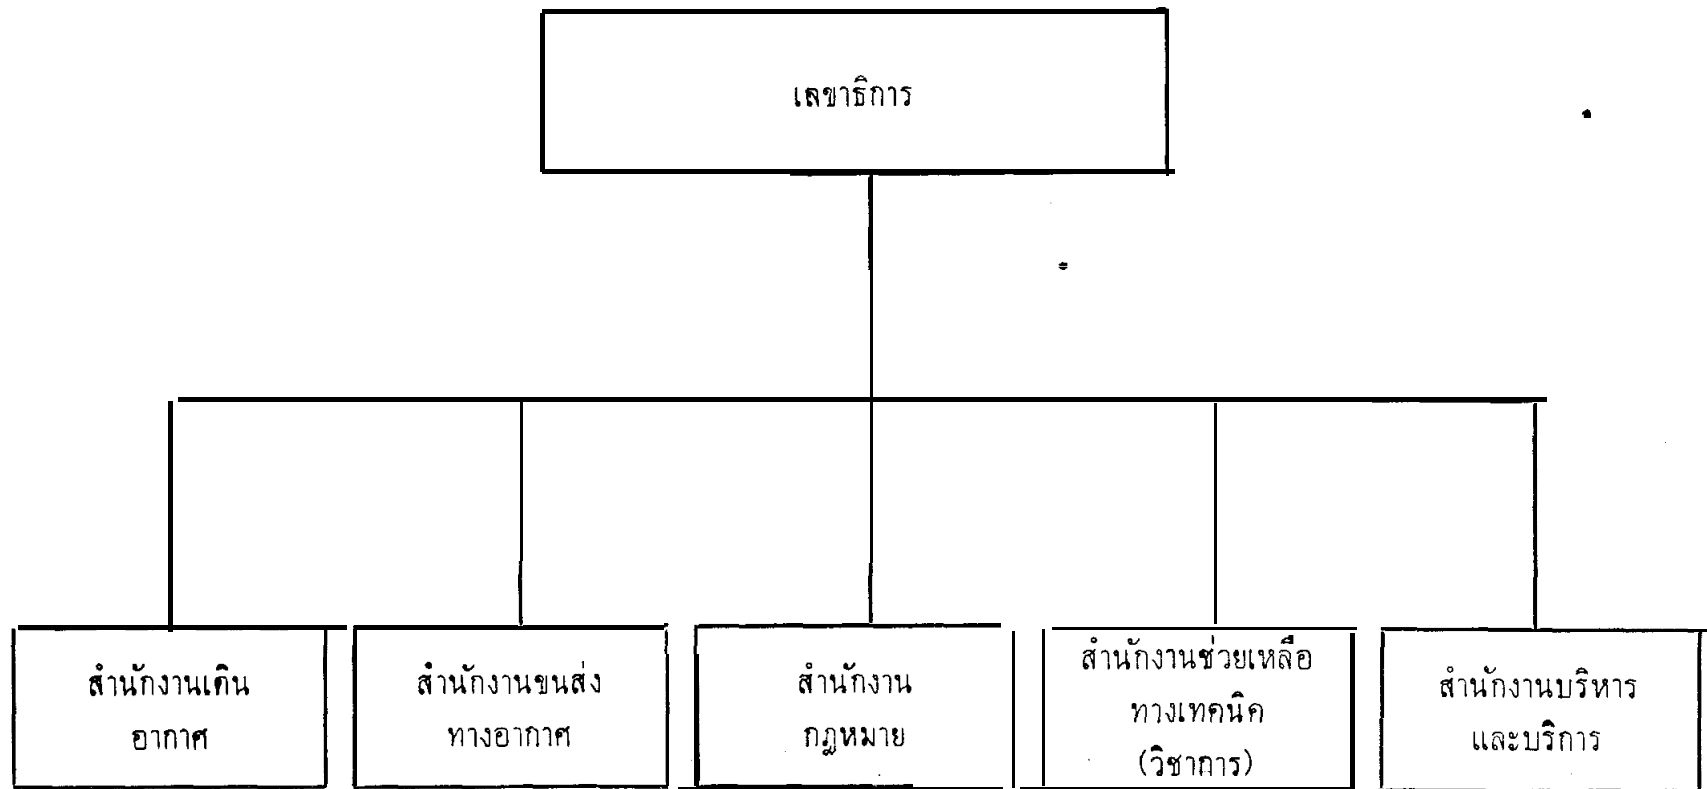 เลขาธิการ
สำนักงานเดิน
อากาศ
สำนักงานขนส่ง
ทางอากาศ
สำนักงาน
กฎหมาย
สำนักงานช่วยเหลือ
ทางเทคนิค
(วิชาการ)
สำนักงานบริหาร
และบริการ